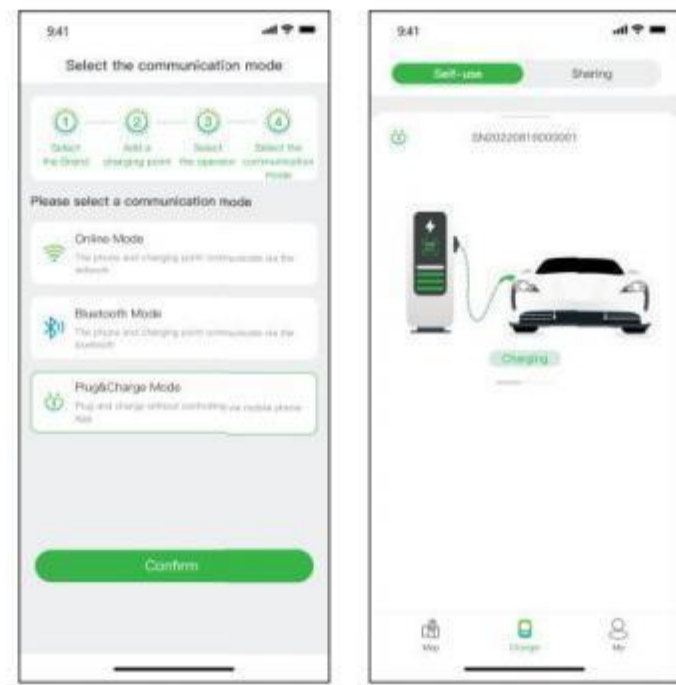 9:41
Select the communication mode
1
2
3
4
Select
the Brand
Add a
charging point
Select
the operator
Select the
communication
mode
Please select a communication mode
Online Mode
The phone and charging point communicate via the
network
Bluetooth Mode
The phone and charging point communicate via the
bluetooth
Plug&Charge Mode
Plug and charge without controlling via mobile phone
App
Confirm
9:41
Self-use
Sharing
Charging
Map
Charger
My